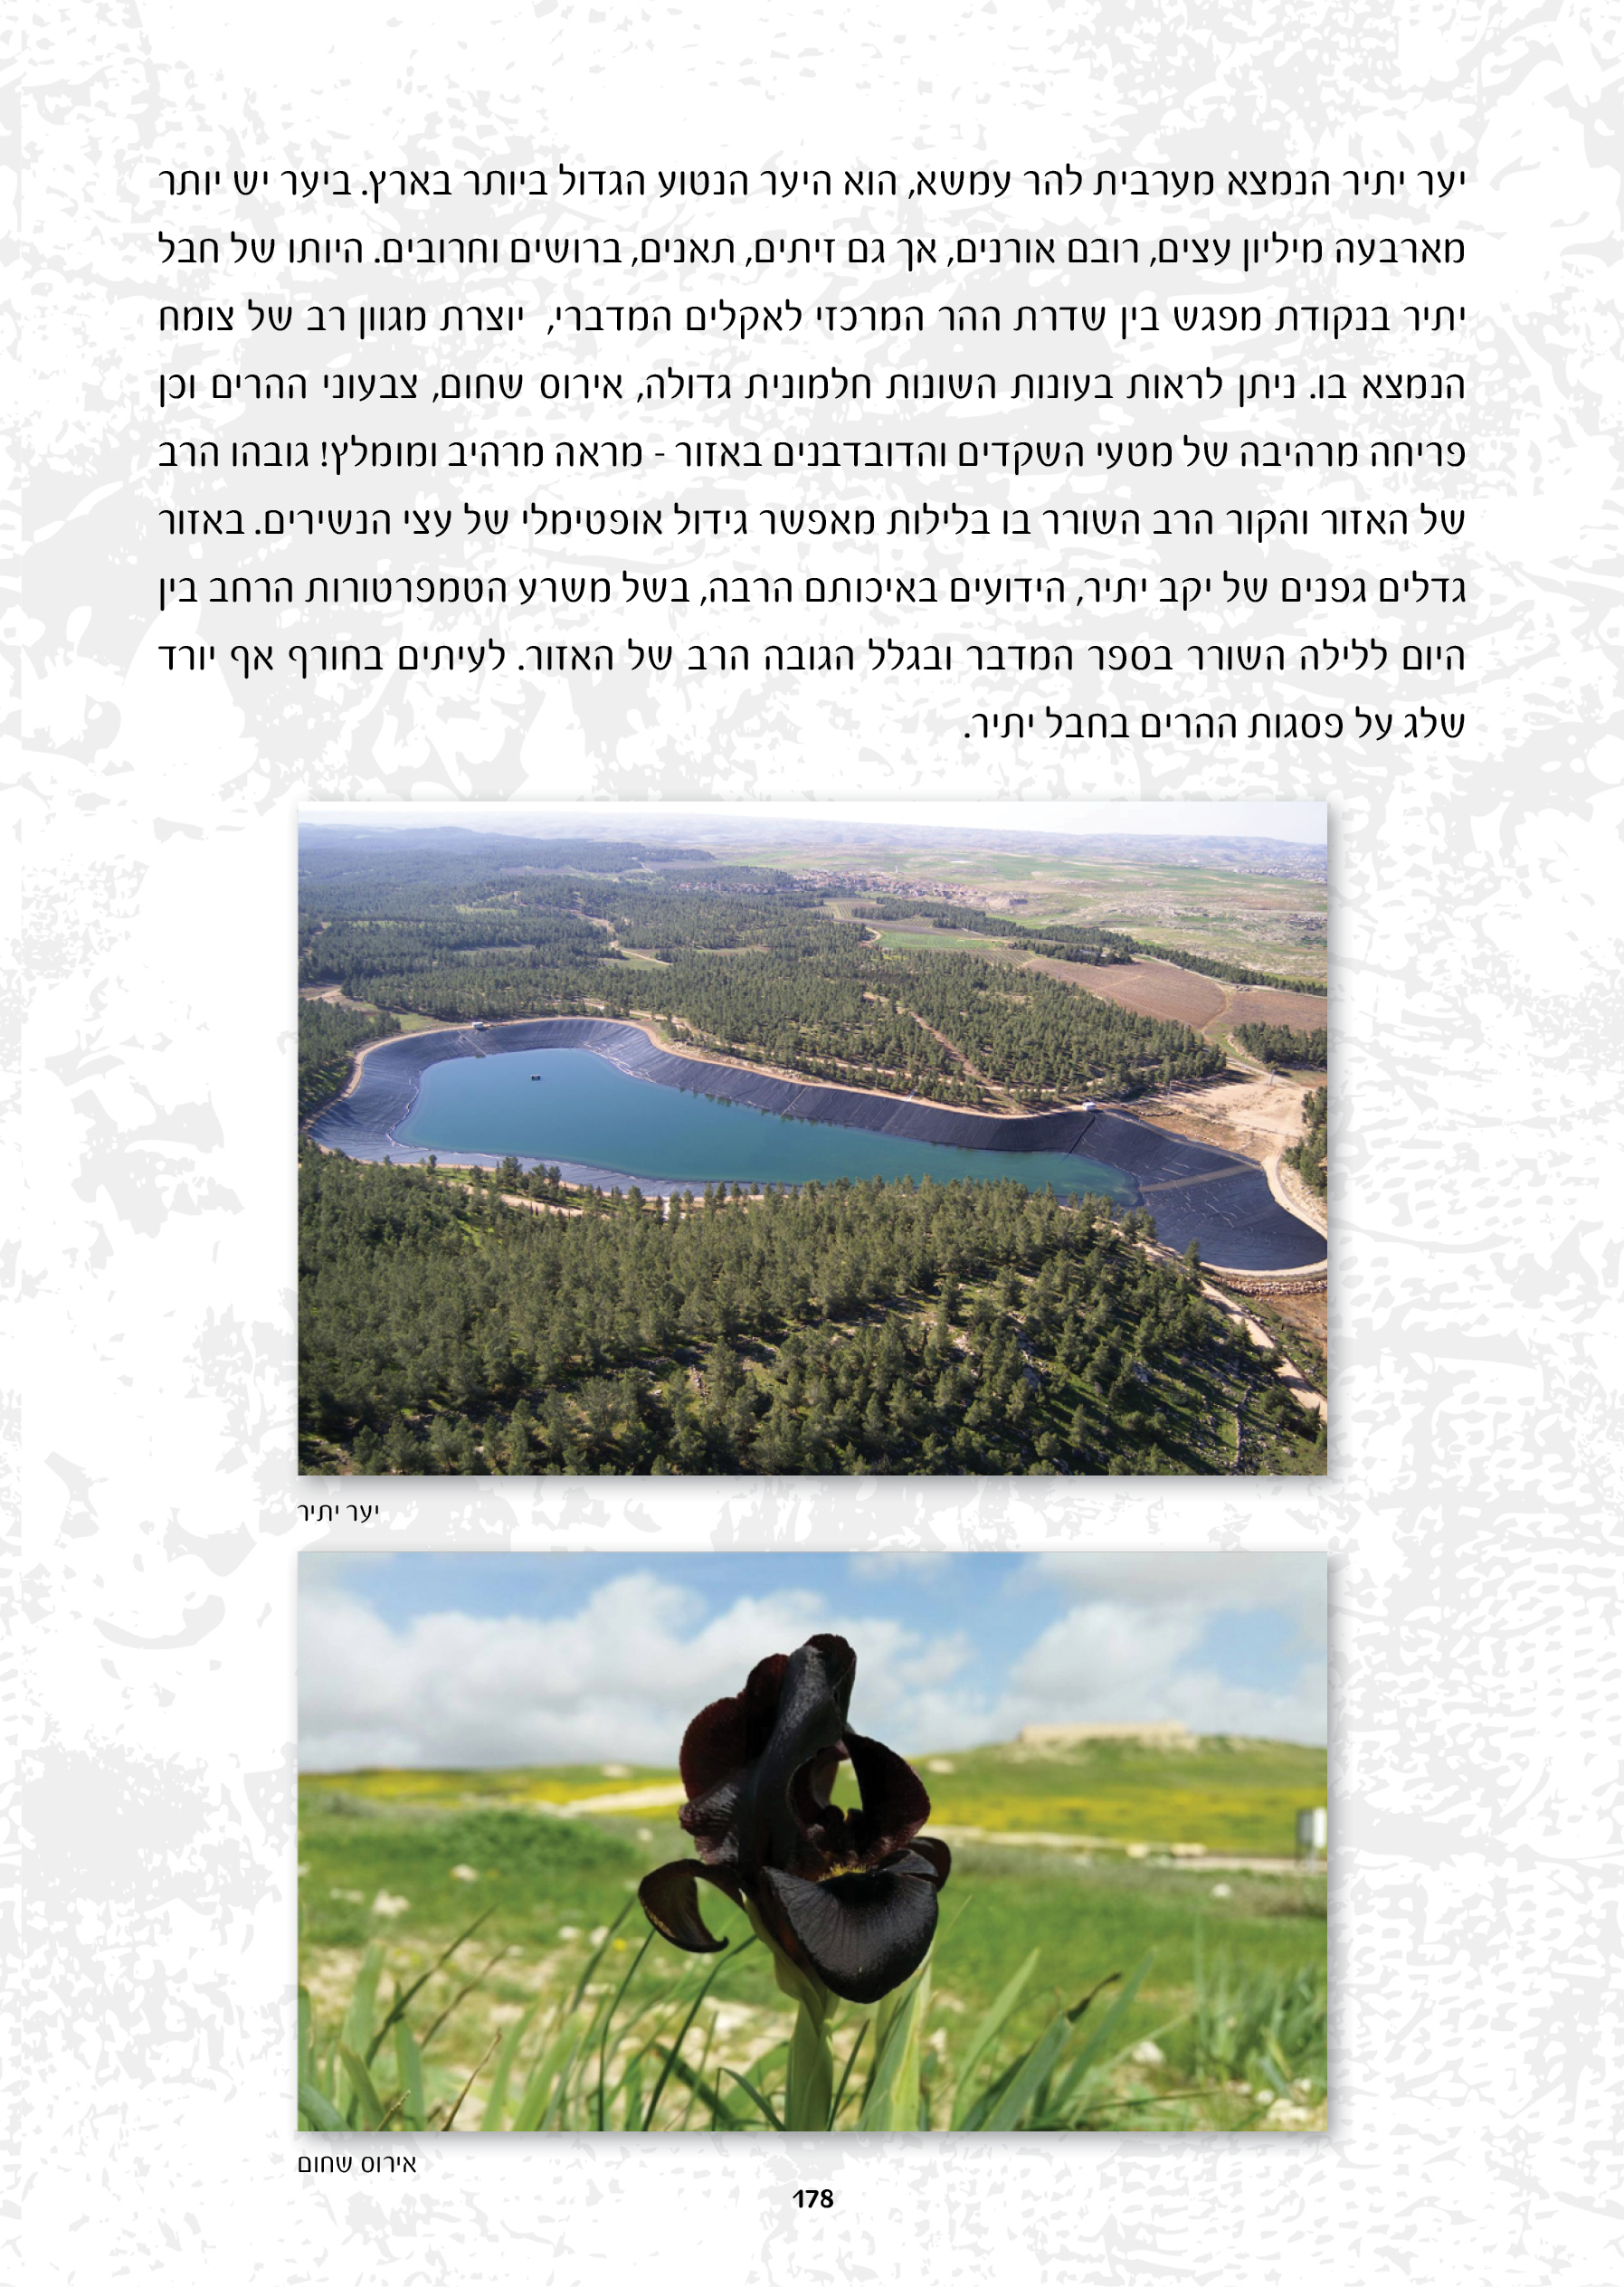 יער יתיר הנמצא מערבית להר עמשא, הוא היער הנטוע הגדול ביותר בארץ. ביער יש יותר
מארבעה מיליון עצים, רובם אורנים, אך גם זיתים, תאנים, ברושים וחרובים. היותו של חבל
יתיר בנקודת מפגש בין שדרת ההר המרכזי לאקלים המדברי, יוצרת מגוון רב של צומח
הנמצא בו. ניתן לראות בעונות השונות חלמונית גדולה, אירוס שחום, צבעוני ההרים וכן
פריחה מרהיבה של מטעי השקדים והדובדבנים באזור - מראה מרהיב ומומלץ! גובהו הרב
של האזור והקור הרב השורר בו בלילות מאפשר גידול אופטימלי של עצי הנשירים. באזור
גדלים גפנים של יקב יתיר, הידועים באיכותם הרבה, בשל משרע הטמפרטורות הרחב בין
היום ללילה השורר בספר המדבר ובגלל הגובה הרב של האזור. לעיתים בחורף אף יורד
שלג על פסגות ההרים בחבל יתיר.
יער יתיר
אירוס שחום
178